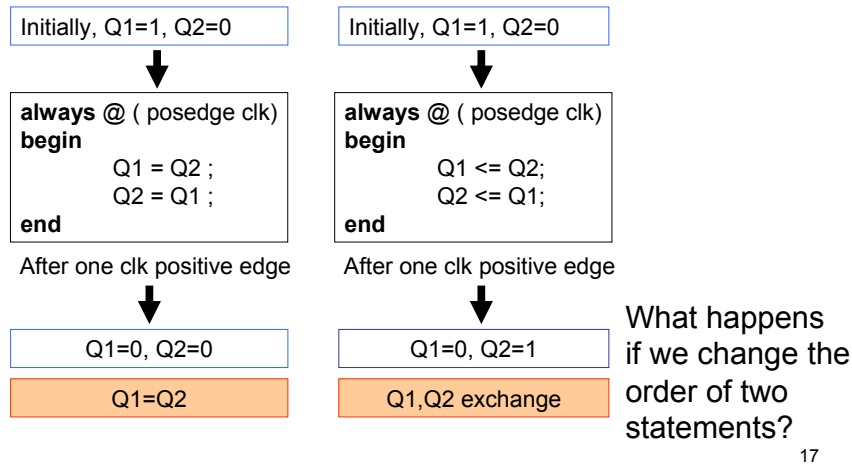 Initially, Q1=1, Q2=0
always @ ( posedge clk)
begin
Q1 = Q2 ;
Q2 = Q1 ;
end
After one clk positive edge
Q1=0, Q2=0
Q1=Q2
Initially, Q1=1, Q2=0
always @ ( posedge clk)
begin
Q1 <= Q2;
Q2 <= Q1;
end
After one clk positive edge
Q1=0, Q2=1
Q1,Q2 exchange
What happens
if we change the
order of two
statements?
17